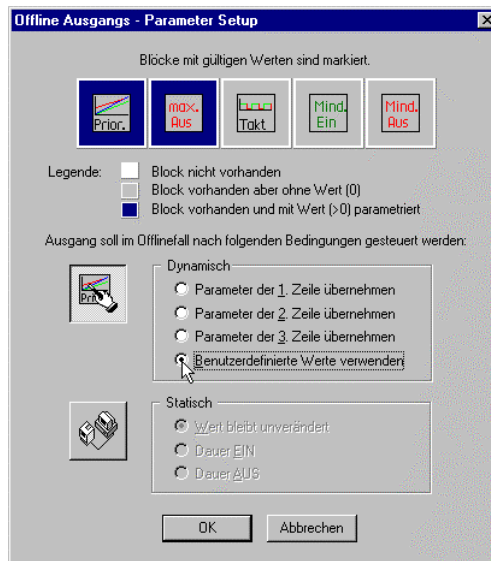 Offline Ausgangs - Parameter Setup
Blöcke mit gültigen Werten sind markiert.
Prior.
max. Aus
Takt
Mind. Ein
Mind. Aus
Legende:
Block nicht vorhanden
Block vorhanden aber ohne Wert (0)
Block vorhanden und mit Wert (>0) parametriert
Ausgang soll im Offlinefall nach folgenden Bedingungen gesteuert werden:
Dynamisch
Parameter der 1. Zeile übernehmen
Parameter der 2. Zeile übernehmen
Parameter der 3. Zeile übernehmen
Benutzerdefinierte Werte verwenden
Statisch
Wert bleibt unverändert
Dauer EIN
Dauer AUS
OK
Abbrechen